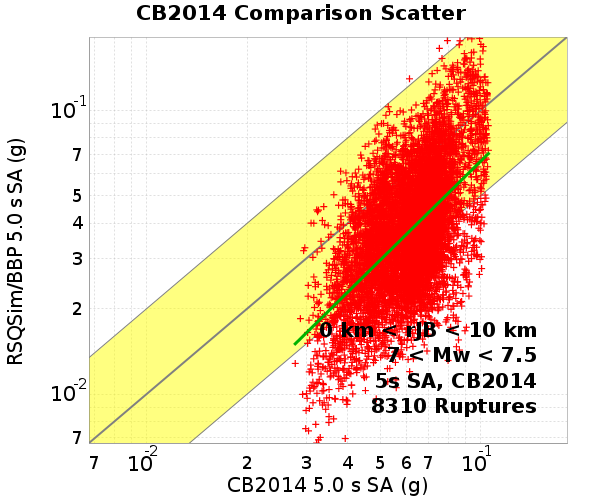 CB2014 Comparison Scatter
RSQSim/BBP 5.0 s SA (g)
10-1
7
5
4
3
2
10-2
7
0 km < rJB < 10 km
7 < Mw < 7.5
5s SA, CB2014
8310 Ruptures
7 10-2 2 3 4 5 6 7 10-1
CB2014 5.0 s SA (g)